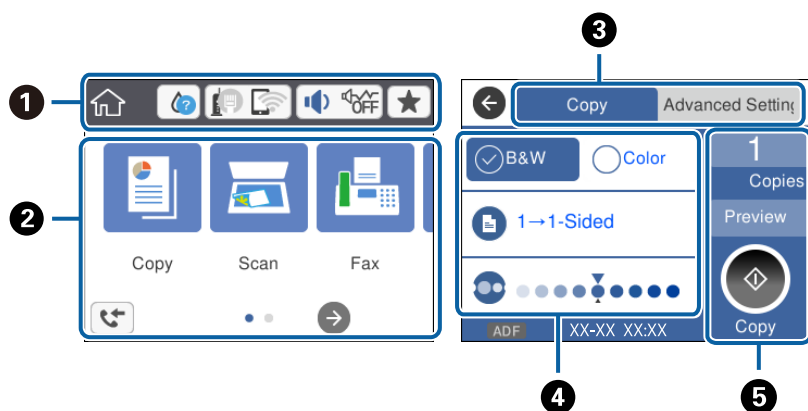 3
1
OFF
2
Copy
Scan
Fax
Copy
Advanced Setting
B&W
Color
1→1-Sided
ADF
XX-XX XX:XX
1
Copies
Preview
Copy
4
5